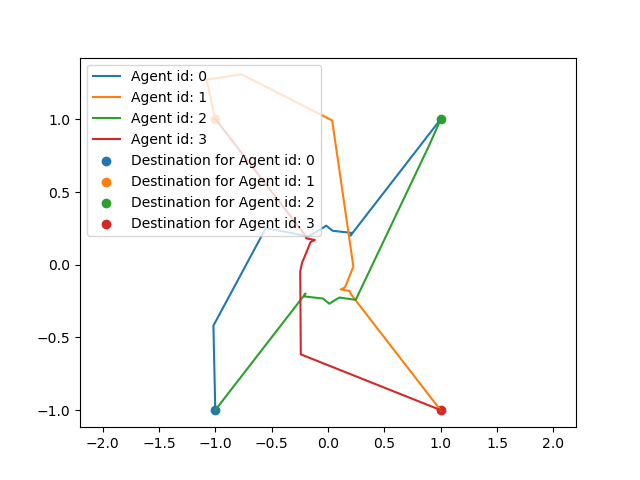 Agent id: 0
Agent id: 1
Agent id: 2
Agent id: 3
Destination for Agent id: 0
Destination for Agent id: 1
Destination for Agent id: 2
Destination for Agent id: 3
1.0
0.5
0.0
−0.5
−1.0
−2.0 −1.5 −1.0 −0.5 0.0 0.5 1.0 1.5 2.0